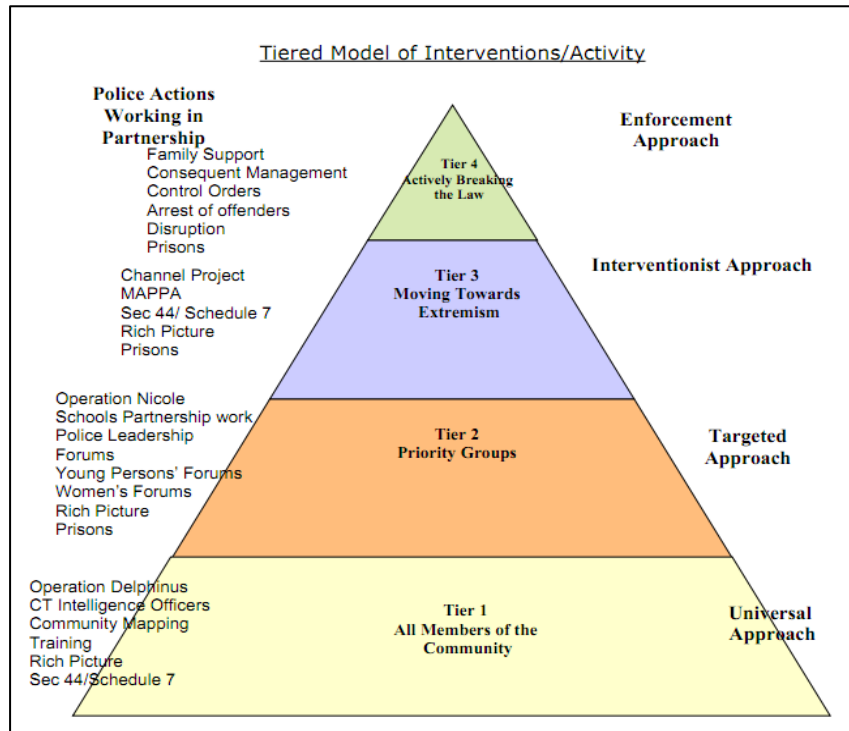 Tiered Model of Interventions/Activity
Police Actions
Working in
Partnership
Family Support
Consequent Management
Control Orders
Arrest of offenders
Disruption
Prisons
Tier 4
Actively Breaking
the Law
Enforcement
Approach
Channel Project
MAPPA
Sec 44/ Schedule 7
Rich Picture
Prisons
Tier 3
Moving Towards
Extremism
Interventionist Approach
Operation Nicole
Schools Partnership work
Police Leadership
Forums
Young Persons' Forums
Women's Forums
Rich Picture
Prisons
Tier 2
Priority Groups
Targeted
Approach
Operation Delphinus
CT Intelligence Officers
Community Mapping
Training
Rich Picture
Sec 44/Schedule 7
Tier 1
All Members of the
Community
Universal
Approach